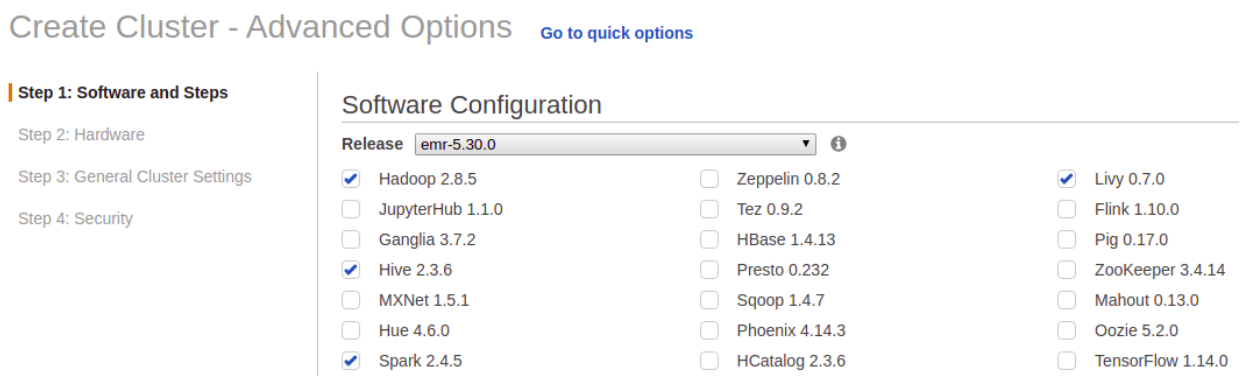 Create Cluster - Advanced Options Go to quick options
Step 1: Software and Steps
Step 2: Hardware
Step 3: General Cluster Settings
Step 4: Security
Software Configuration
Release emr-5.30.0
Hadoop 2.8.5 Zeppelin 0.8.2 Livy 0.7.0
JupyterHub 1.1.0 Tez 0.9.2 Flink 1.10.0
Ganglia 3.7.2 HBase 1.4.13 Pig 0.17.0
Hive 2.3.6 Presto 0.232 ZooKeeper 3.4.14
MXNet 1.5.1 Sqoop 1.4.7 Mahout 0.13.0
Hue 4.6.0 Phoenix 4.14.3 Oozie 5.2.0
Spark 2.4.5 HCatalog 2.3.6 TensorFlow 1.14.0